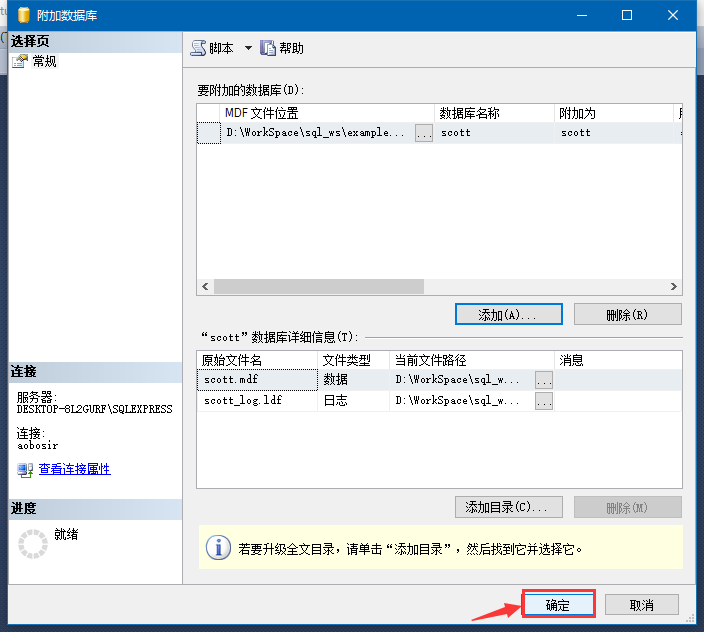 附加数据库
选择页
常规
脚本 帮助
要附加的数据库(D):
MDF 文件位置 数据库名称 附加为
D:\WorkSpace\sql_ws\example... ... scott scott
添加(A)... 删除(R)
“scott”数据库详细信息(T):
原始文件名 文件类型 当前文件路径 消息
scott.mdf 数据 D:\WorkSpace\sql_w... ...
scott_log.ldf 日志 D:\WorkSpace\sql_w... ...
连接
服务器:
DESKTOP-8L2GURF\SQLEXPRESS
连接:
aobosir
查看连接属性
进度
就绪
添加目录(C)... 删除(M)
若要升级全文目录，请单击“添加目录”，然后找到它并选择它。
确定 取消